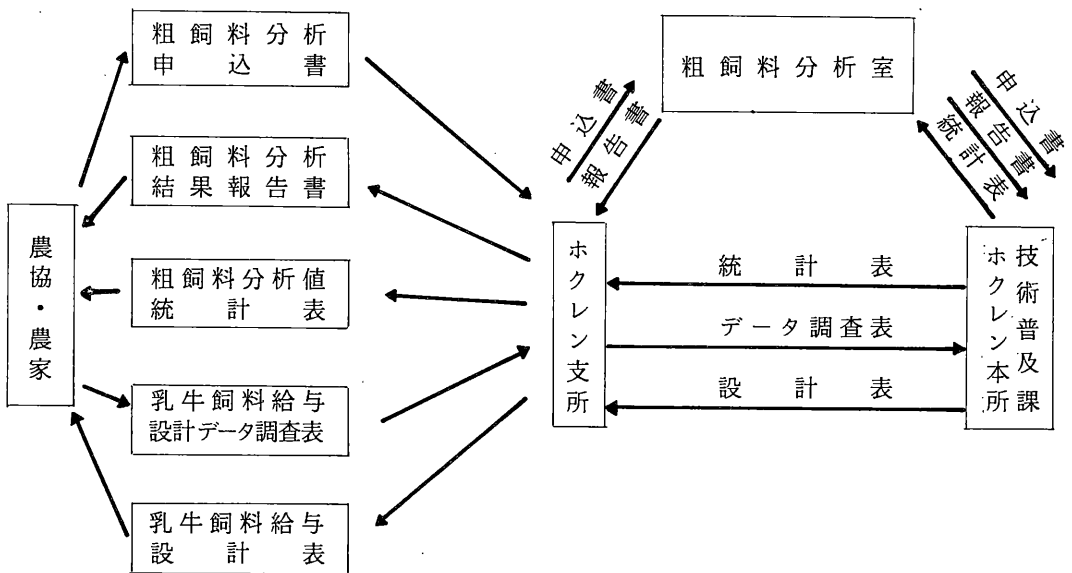 粗飼料分析
申込書
粗飼料分析
結果報告書
粗飼料分析値
統計表
乳牛飼料給与
設計データ調査表
乳牛飼料給与
設計表
農協・農家
粗飼料分析室
申込書
報告書
申込書
報告書
統計表
ホクレン支所
統計表
データ調査表
設計表
技術普及課
ホクレン本所